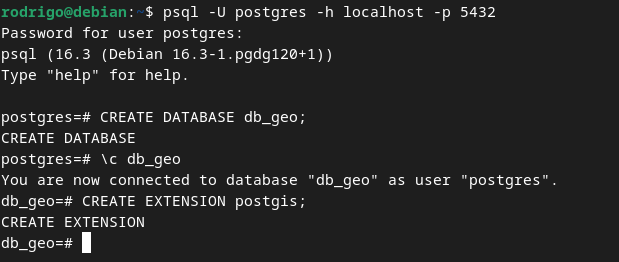 rodrigo@debian:~$ psql -U postgres -h localhost -p 5432
Password for user postgres:
psql (16.3 (Debian 16.3-1.pgdg120+1))
Type "help" for help.
postgres=# CREATE DATABASE db_geo;
CREATE DATABASE
postgres=# \c db_geo
You are now connected to database "db_geo" as user "postgres".
db_geo=# CREATE EXTENSION postgis;
CREATE EXTENSION
db_geo=#